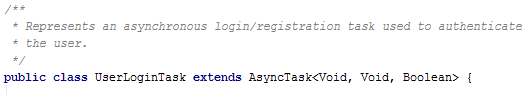 /**
 * Represents an asynchronous login/registration task used to authenticate
 * the user.
 */
public class UserLoginTask extends AsyncTask<Void, Void, Boolean> {